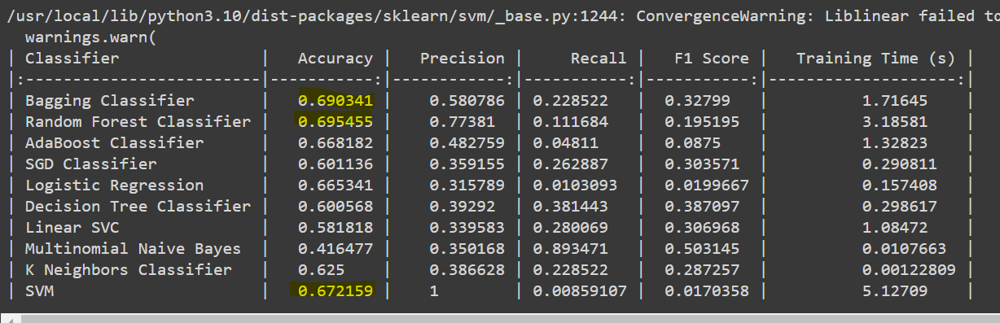 /usr/local/lib/python3.10/dist-packages/sklearn/svm/_base.py:1244: ConvergenceWarning: Liblinear failed to
warnings.warn(
| Classifier | Accuracy | Precision | Recall | F1 Score | Training Time (s) |
|:-------------------------|-----------:|------------:|-----------:|-----------:|--------------------:|
| Bagging Classifier | 0.690341 | 0.580786 | 0.228522 | 0.32799 | 1.71645 |
| Random Forest Classifier | 0.695455 | 0.77381 | 0.111684 | 0.195195 | 3.18581 |
| AdaBoost Classifier | 0.668182 | 0.482759 | 0.04811 | 0.0875 | 1.32823 |
| SGD Classifier | 0.601136 | 0.359155 | 0.262887 | 0.303571 | 0.290811 |
| Logistic Regression | 0.665341 | 0.315789 | 0.0103093 | 0.0199667 | 0.157408 |
| Decision Tree Classifier | 0.600568 | 0.39292 | 0.381443 | 0.387097 | 0.298617 |
| Linear SVC | 0.581818 | 0.339583 | 0.280069 | 0.306968 | 1.08472 |
| Multinomial Naive Bayes | 0.416477 | 0.350168 | 0.893471 | 0.503145 | 0.0107663 |
| K Neighbors Classifier | 0.625 | 0.386628 | 0.228522 | 0.287257 | 0.00122809 |
| SVM | 0.672159 | 1 | 0.00859107 | 0.0170358 | 5.12709 |